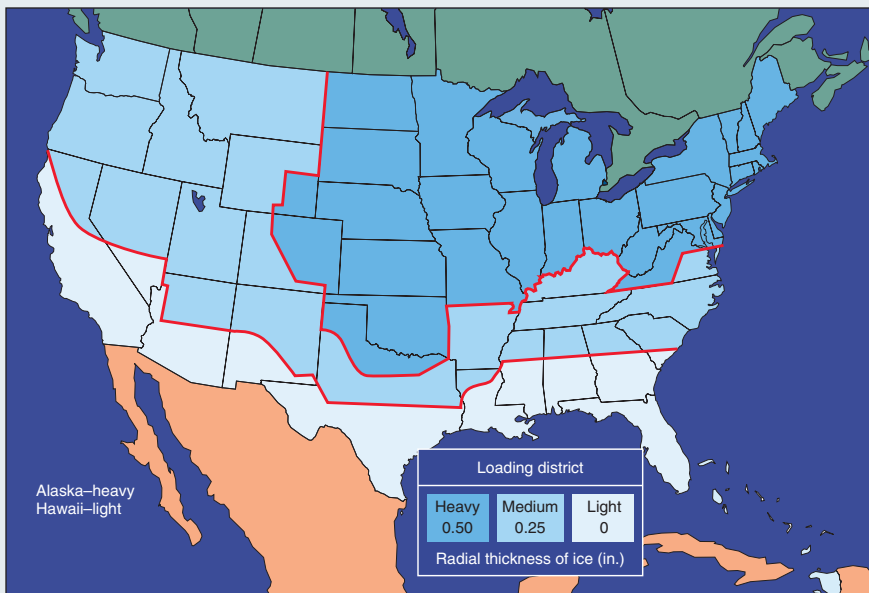 Alaska–heavy
Hawaii–light
Loading district
Heavy Medium Light
0.50 0.25 0
Radial thickness of ice (in.)